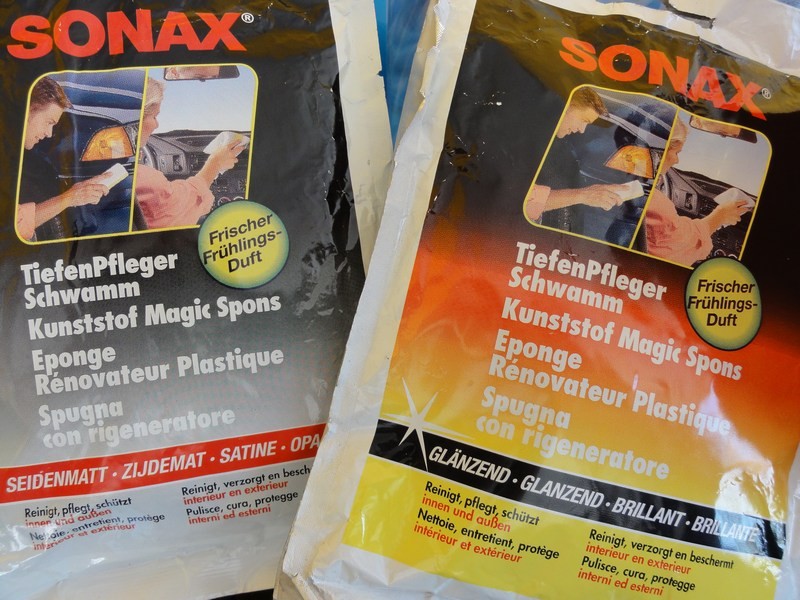 SONAX®
Frischer
Frühlings-
Duft
TiefenPfleger
Schwamm
Kunststof Magic Spons
Eponge
Rénovateur Plastique
Spugna
con rigeneratore
SEIDENMATT · ZIJDEMAT · SATINE · OPA
Reinigt, pflegt, schützt
innen und außen
Nettoie, entretient, protège
intérieur et extérieur
Reinigt, verzorgt en besch
interieur en exterieur
Pulisce, cura, protegge
interni ed esterni
SONAX®
Frischer
Frühlings-
Duft
TiefenPfleger
Schwamm
Kunststof Magic Spons
Eponge
Rénovateur Plastique
Spugna
con rigeneratore
GLÄNZEND · GLANZEND · BRILLANT · BRILLANTE
Reinigt, pflegt, schützt
innen und außen
Nettoie, entretient, protège
intérieur et extérieur
Reinigt, verzorgt en beschermt
interieur en exterieur
Pulisce, cura, protegge
interni ed esterni